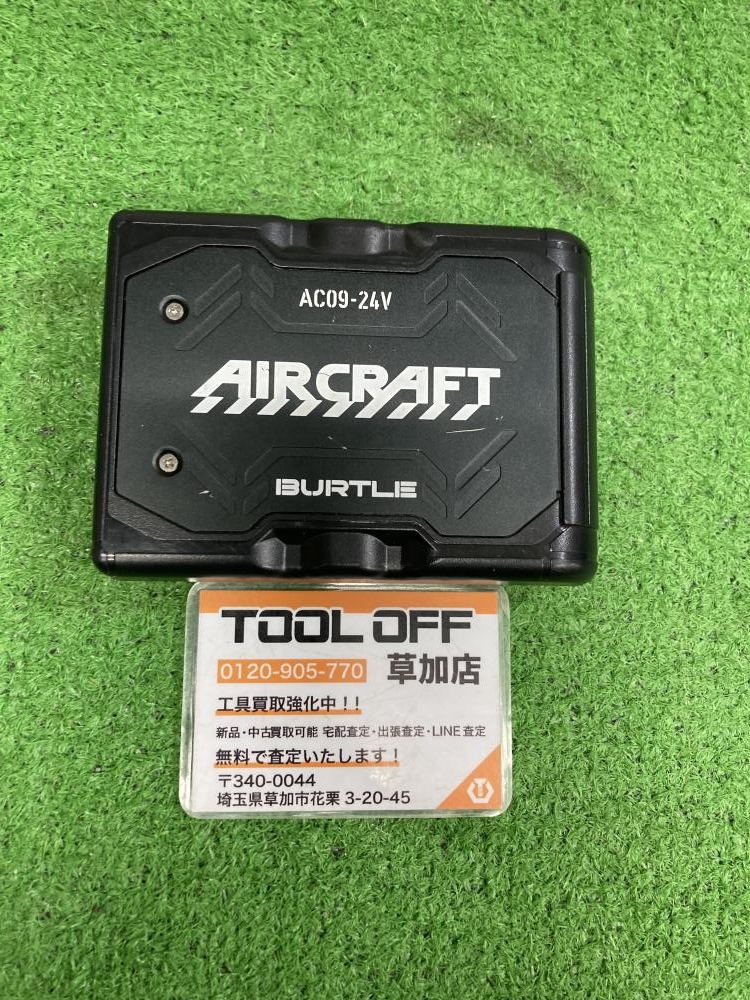 AC09-24V
AIRCRAFT
BURTLE
TOOL OFF
0120-905-770 草加店
工具買取強化中！！
新品・中古買取可能 宅配査定・出張査定・LINE査定
無料で査定いたします！
〒340-0044
埼玉県草加市花栗 3-20-45